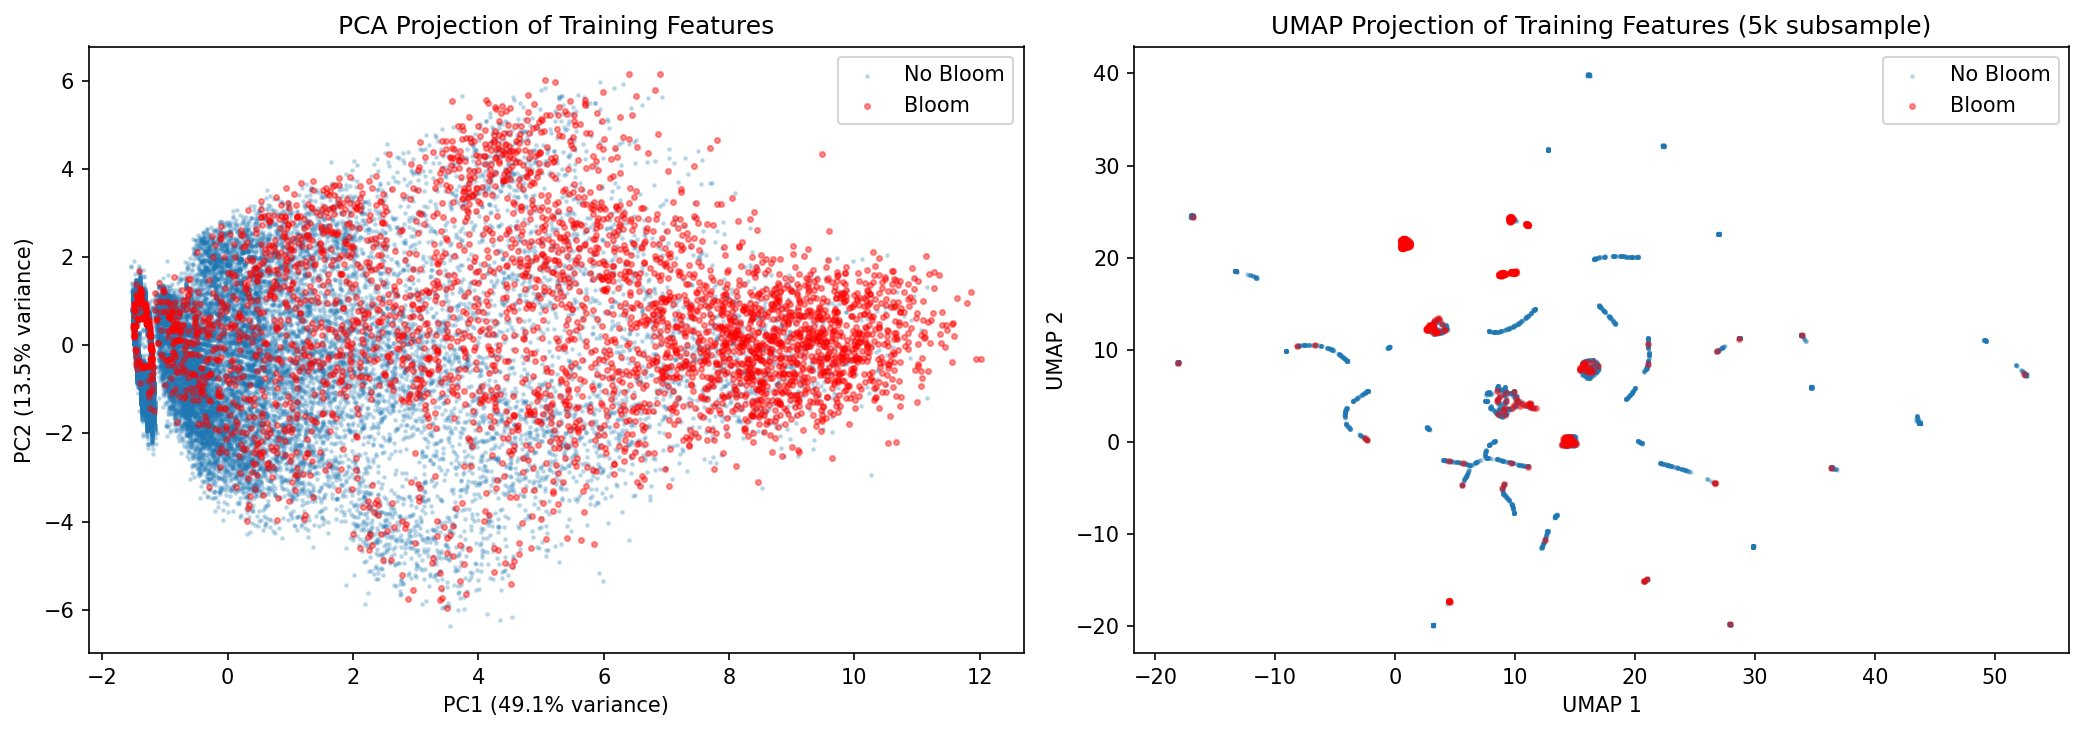 PCA Projection of Training Features
No Bloom
Bloom
6
4
2
0
−2
−4
−6
PC2 (13.5% variance)
−2 0 2 4 6 8 10 12
PC1 (49.1% variance)
UMAP Projection of Training Features (5k subsample)
No Bloom
Bloom
40
30
20
10
0
−10
−20
UMAP 2
−20 −10 0 10 20 30 40 50
UMAP 1